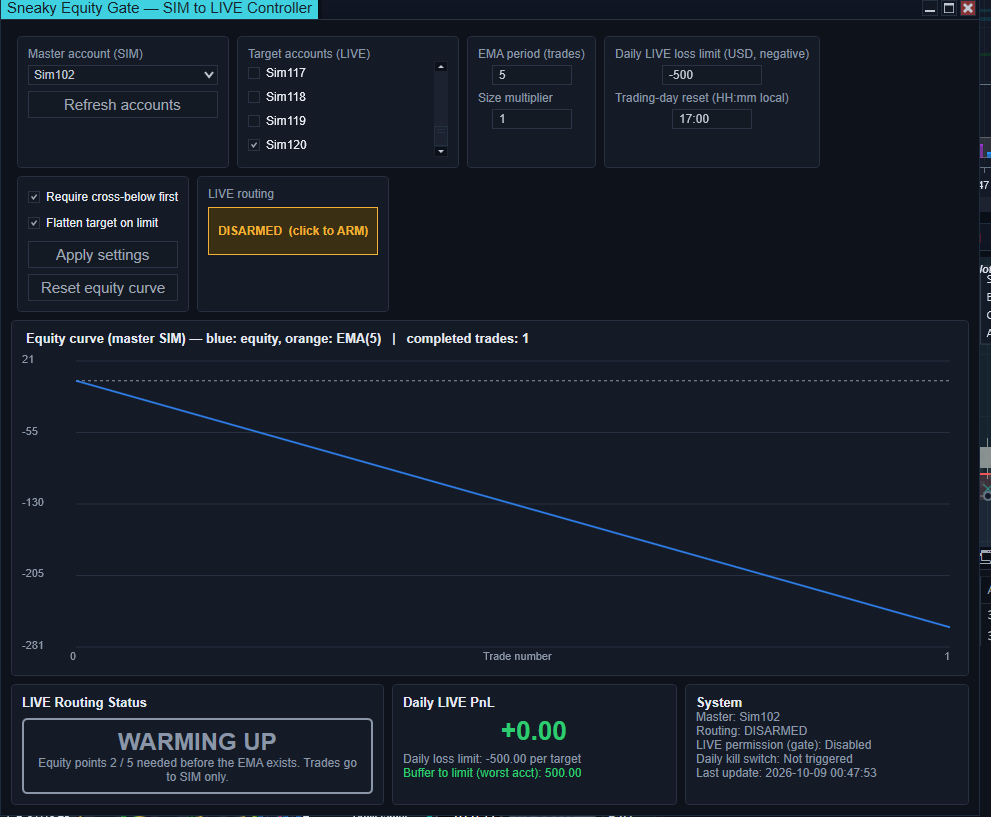 Sneaky Equity Gate — SIM to LIVE Controller
Master account (SIM)
Sim102
Refresh accounts
Target accounts (LIVE)
Sim117
Sim118
Sim119
Sim120
EMA period (trades)
5
Size multiplier
1
Daily LIVE loss limit (USD, negative)
-500
Trading-day reset (HH:mm local)
17:00
Require cross-below first
Flatten target on limit
Apply settings
Reset equity curve
LIVE routing
DISARMED (click to ARM)
Equity curve (master SIM) — blue: equity, orange: EMA(5) | completed trades: 1
21
-55
-130
-205
-281
0
Trade number
1
LIVE Routing Status
WARMING UP
Equity points 2 / 5 needed before the EMA exists. Trades go
to SIM only.
Daily LIVE PnL
+0.00
Daily loss limit: -500.00 per target
Buffer to limit (worst acct): 500.00
System
Master: Sim102
Routing: DISARMED
LIVE permission (gate): Disabled
Daily kill switch: Not triggered
Last update: 2026-10-09 00:47:53
47